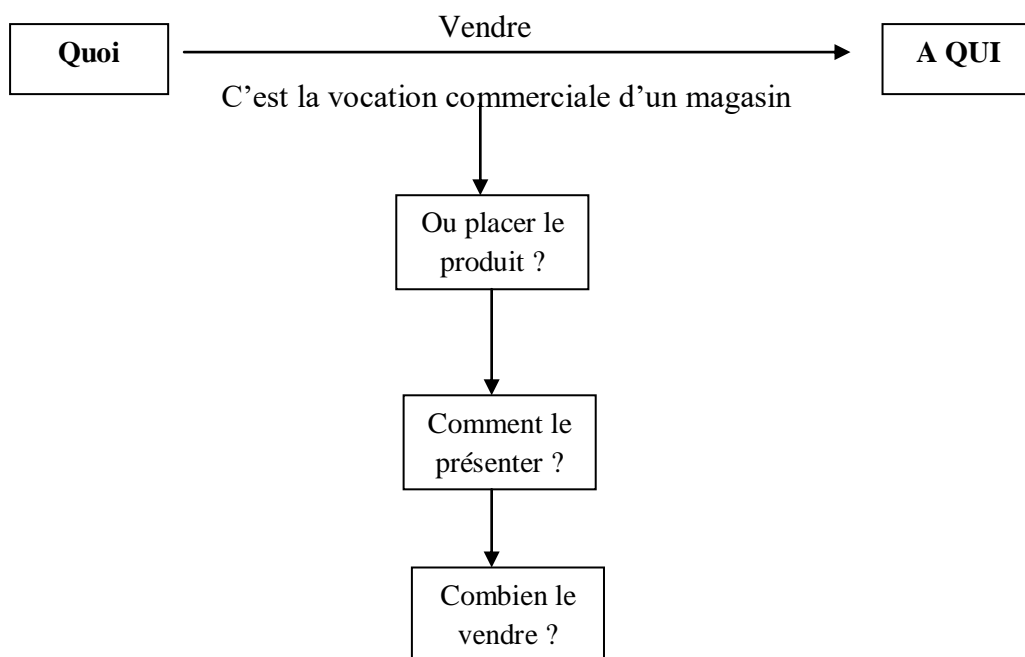 Vendre
Quoi
A QUI
C’est la vocation commerciale d’un magasin
Ou placer le
produit ?
Comment le
présenter ?
Combien le
vendre ?